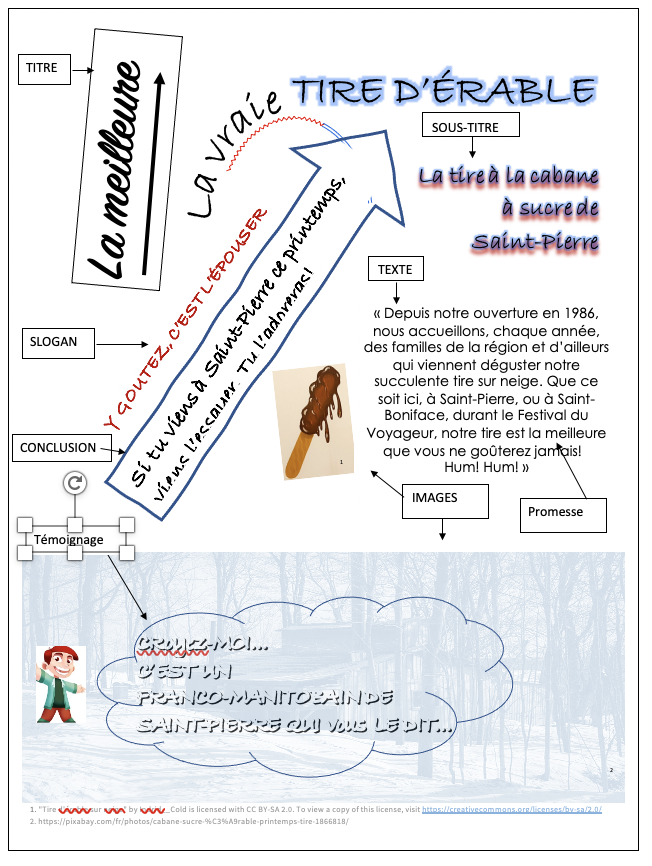 TITRE
La meilleure
La vraie
TIRE D'ÉRABLE
SOUS-TITRE
La tire à la cabane
à sucre de
Saint-Pierre
TEXTE
« Depuis notre ouverture en 1986,
nous accueillons, chaque année,
des familles de la région et d'ailleurs
qui viennent déguster notre
succulente tire sur neige. Que ce
soit ici, à Saint-Pierre, ou à Saint-
Boniface, durant le Festival du
Voyageur, notre tire est la meilleure
que vous ne goûterez jamais!
Hum! Hum! »
SLOGAN
Y GOUTEZ, C'EST L'ÉPOUSER
CONCLUSION
Si tu viens à Saint-Pierre ce printemps,
viens l'essayer. Tu l'adoreras!
1
IMAGES
Promesse
Témoignage
CROYEZ-MOI...
C'EST UN
FRANCO-MANITOBAIN DE
SAINT-PIERRE QUI VOUS LE DIT...
2
1. "Tire d'érable sur by Cold is licensed with CC BY-SA 2.0. To view a copy of this license, visit https://creativecommons.org/licenses/by-sa/2.0/
2. https://pixabay.com/fr/photos/cabane-sucre-%C3%A9rable-printemps-tire-1866818/